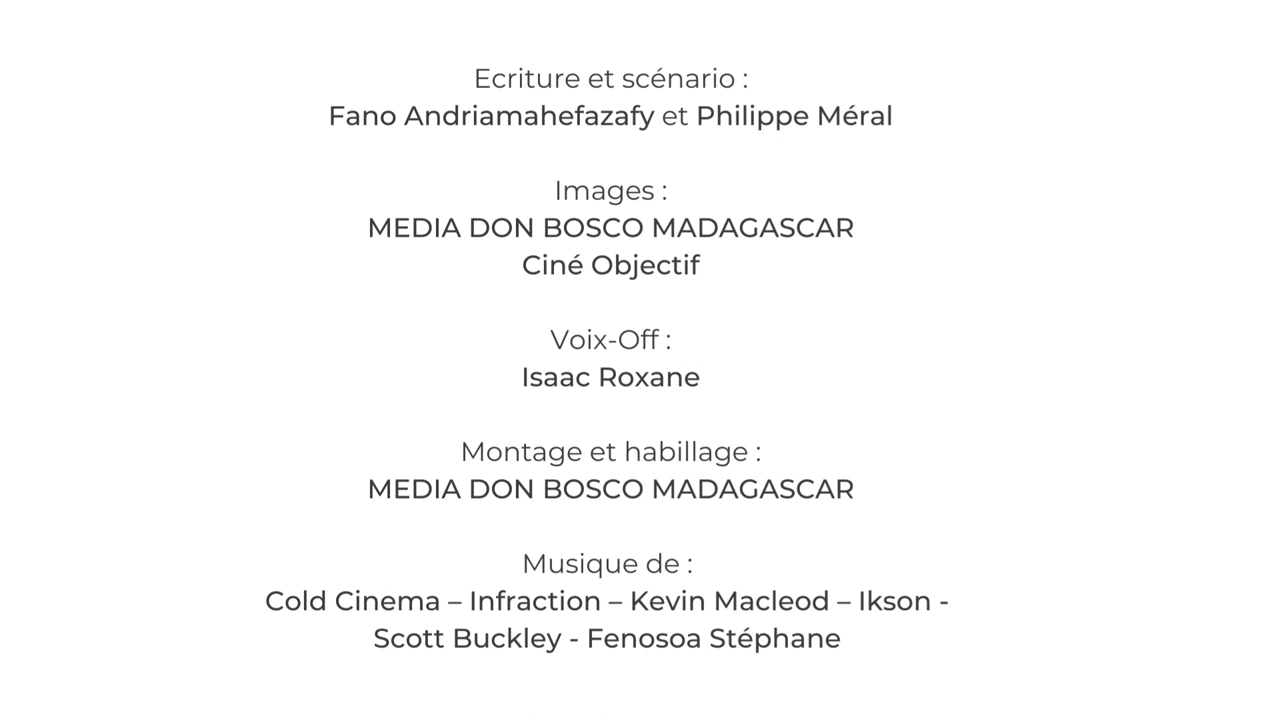 Ecriture et scénario :
Fano Andriamahefazafy et Philippe Méral
Images :
MEDIA DON BOSCO MADAGASCAR
Ciné Objectif
Voix-Off :
Isaac Roxane
Montage et habillage :
MEDIA DON BOSCO MADAGASCAR
Musique de :
Cold Cinema – Infraction – Kevin Macleod – Ikson -
Scott Buckley - Fenosoa Stéphane